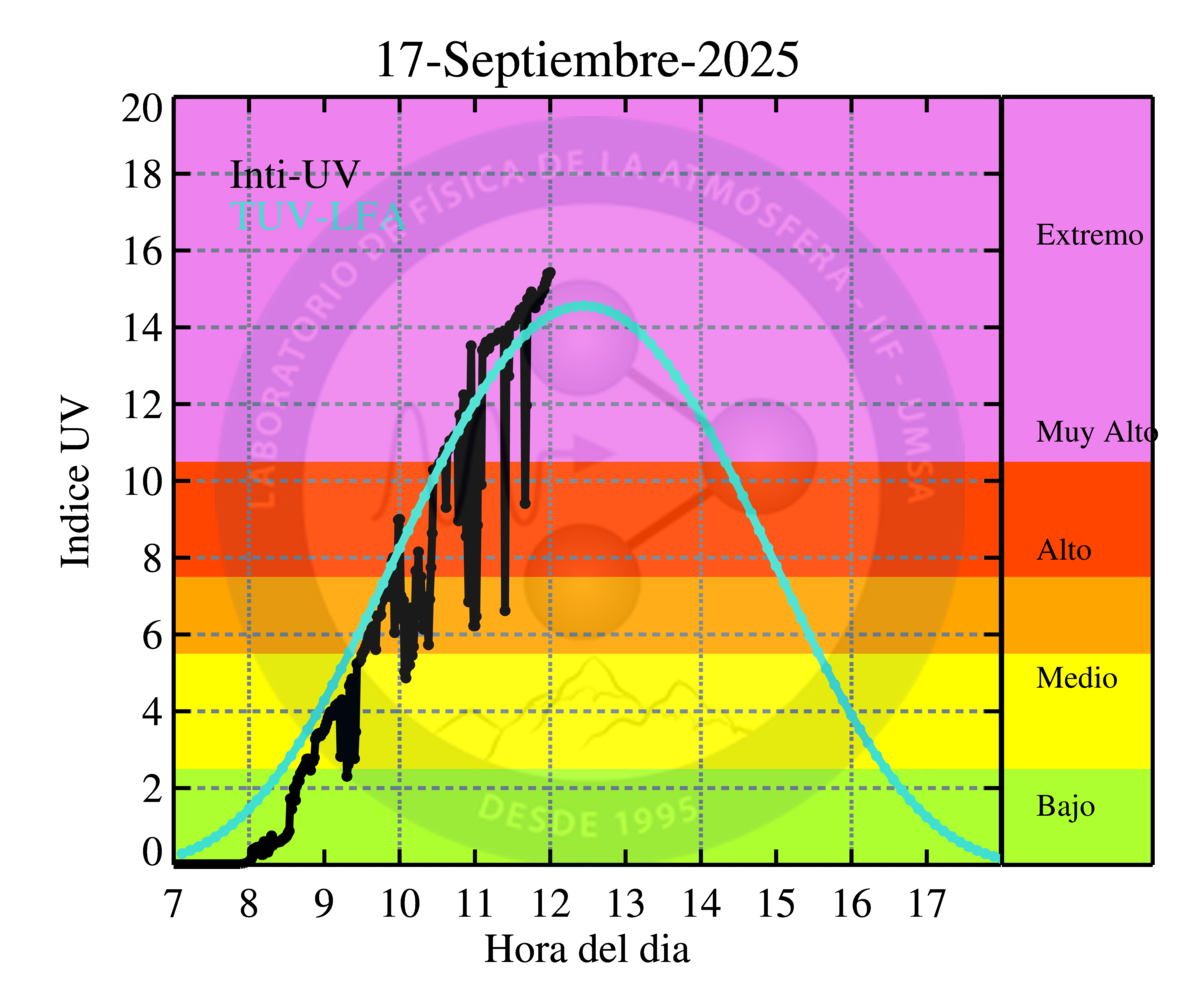 17-Septiembre-2025
20
18
16
14
12
10
8
6
4
2
0
Indice UV
Inti-UV
TUV-LFA
LABORATORIO DE FÍSICA DE LA ATMÓSFERA - IIF - UMSA
DESDE 1995
Extremo
Muy Alto
Alto
Medio
Bajo
7 8 9 10 11 12 13 14 15 16 17
Hora del dia